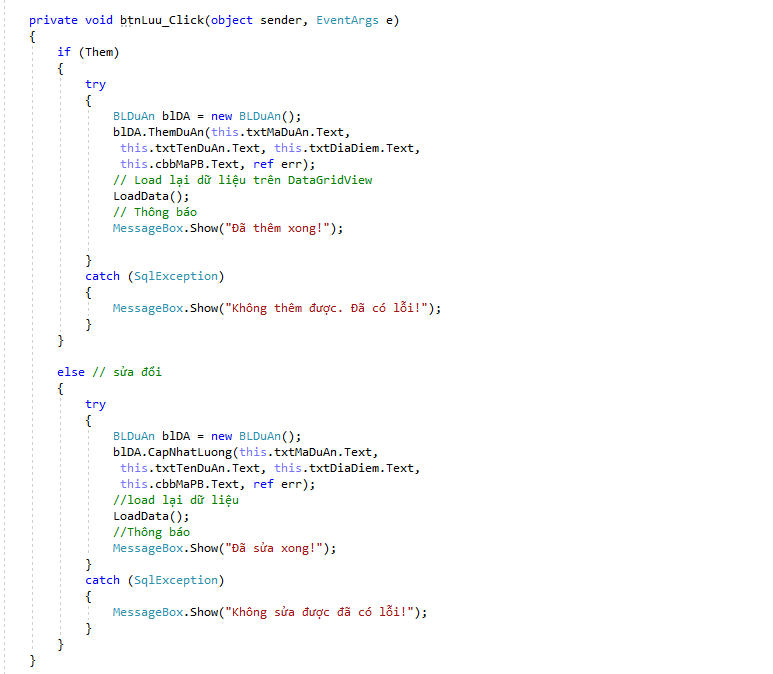 private void btnLuu_Click(object sender, EventArgs e)
{
    if (Them)
    {
        try
        {
            BLDuAn blDA = new BLDuAn();
            blDA.ThemDuAn(this.txtMaDuAn.Text,
             this.txtTenDuAn.Text, this.txtDiaDiem.Text,
             this.cbbMaPB.Text, ref err);
            // Load lại dữ liệu trên DataGridView
            LoadData();
            // Thông báo
            MessageBox.Show("Đã thêm xong!");
        }
        catch (SqlException)
        {
            MessageBox.Show("Không thêm được. Đã có lỗi!");
        }
    }
    else // sửa đổi
    {
        try
        {
            BLDuAn blDA = new BLDuAn();
            blDA.CapNhatLuong(this.txtMaDuAn.Text,
             this.txtTenDuAn.Text, this.txtDiaDiem.Text,
             this.cbbMaPB.Text, ref err);
            //load lại dữ liệu
            LoadData();
            //Thông báo
            MessageBox.Show("Đã sửa xong!");
        }
        catch (SqlException)
        {
            MessageBox.Show("Không sửa được đã có lỗi!");
        }
    }
}